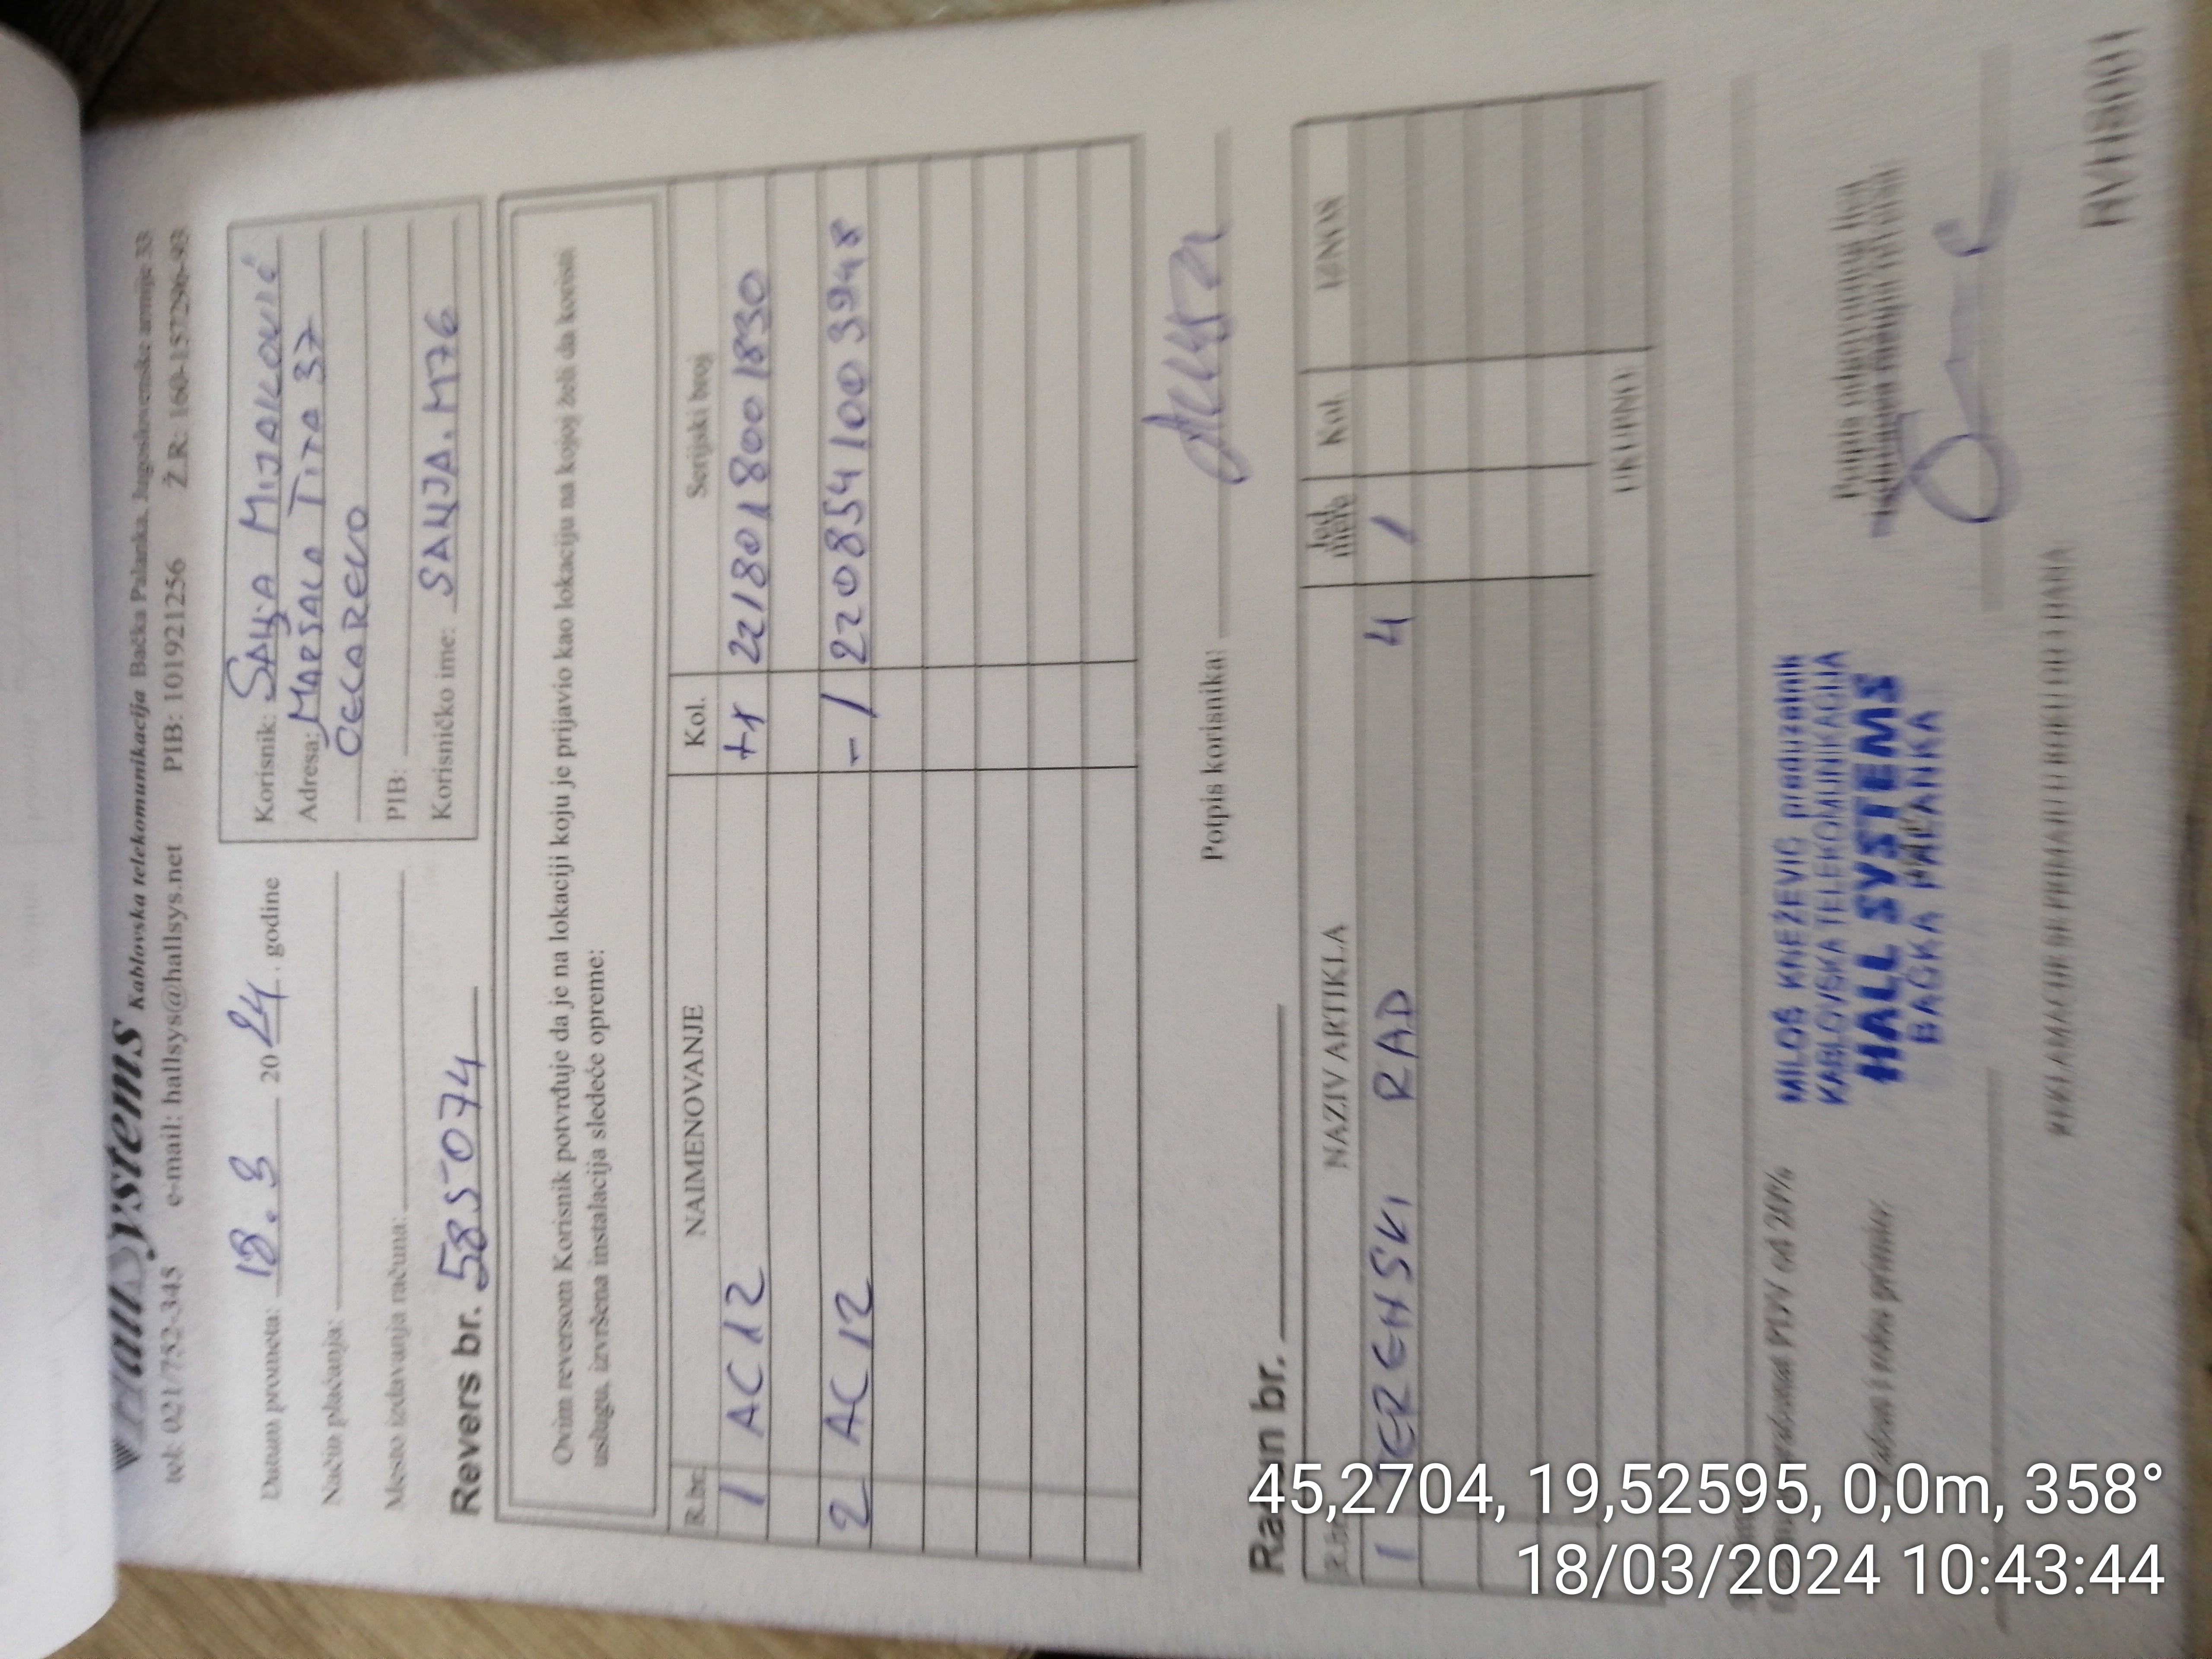 HallSystems Kablovska telekomunikacija Bačka Palanka, Jugoslovenske armije 33
tel: 021/752-345 e-mail: hallsys@hallsys.net PIB: 101921256 Ž.R: 160-157296-93
Datum prometa: 18.3 2024. godine
Način plaćanja:
Mesto izdavanja računa:
Revers br. 585074
Korisnik: SANJA MIJAKOVIĆ
Adresa: MARSALA TITA 37
PIB:
Korisničko ime: SANJA.M76
Ovim reversom Korisnik potvrđuje da je na lokaciji koju je prijavio kao lokaciju na kojoj želi da koristi
uslugu, izvršena instalacija sledeće opreme:
R.br. NAIMENOVANJE Kol. Serijski broj
1 AC12 +1 2218018001830
2 AC12 -1 2208541003948
Potpis korisnika:
Račun br.
R.br. NAZIV ARTIKLA Jed. mere Kol. IZNOS
1 TERENSKI RAD 4 1
UKUPNO:
MILOŠ KNEŽEVIĆ preduzetnik
KABLOVSKA TELEKOMUNIKACIJA
HALL SYSTEMS
BAČKA PALANKA
Potpis odgovornog lica
45,2704, 19,52595, 0,0m, 358°
18/03/2024 10:43:44